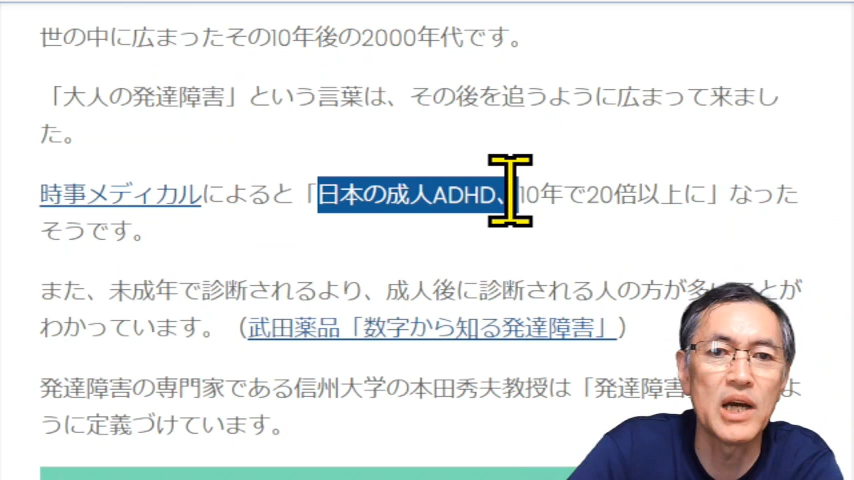 世の中に広まったその10年後の2000年代です。
「大人の発達障害」という言葉は、その後を追うように広まって来まし
た。
時事メディカルによると「日本の成人ADHD、10年で20倍以上に」なった
そうです。
また、未成年で診断されるより、成人後に診断される人の方が多いことが
わかっています。（武田薬品「数字から知る発達障害」）
発達障害の専門家である信州大学の本田秀夫教授は「発達障害 よ
うに定義づけています。